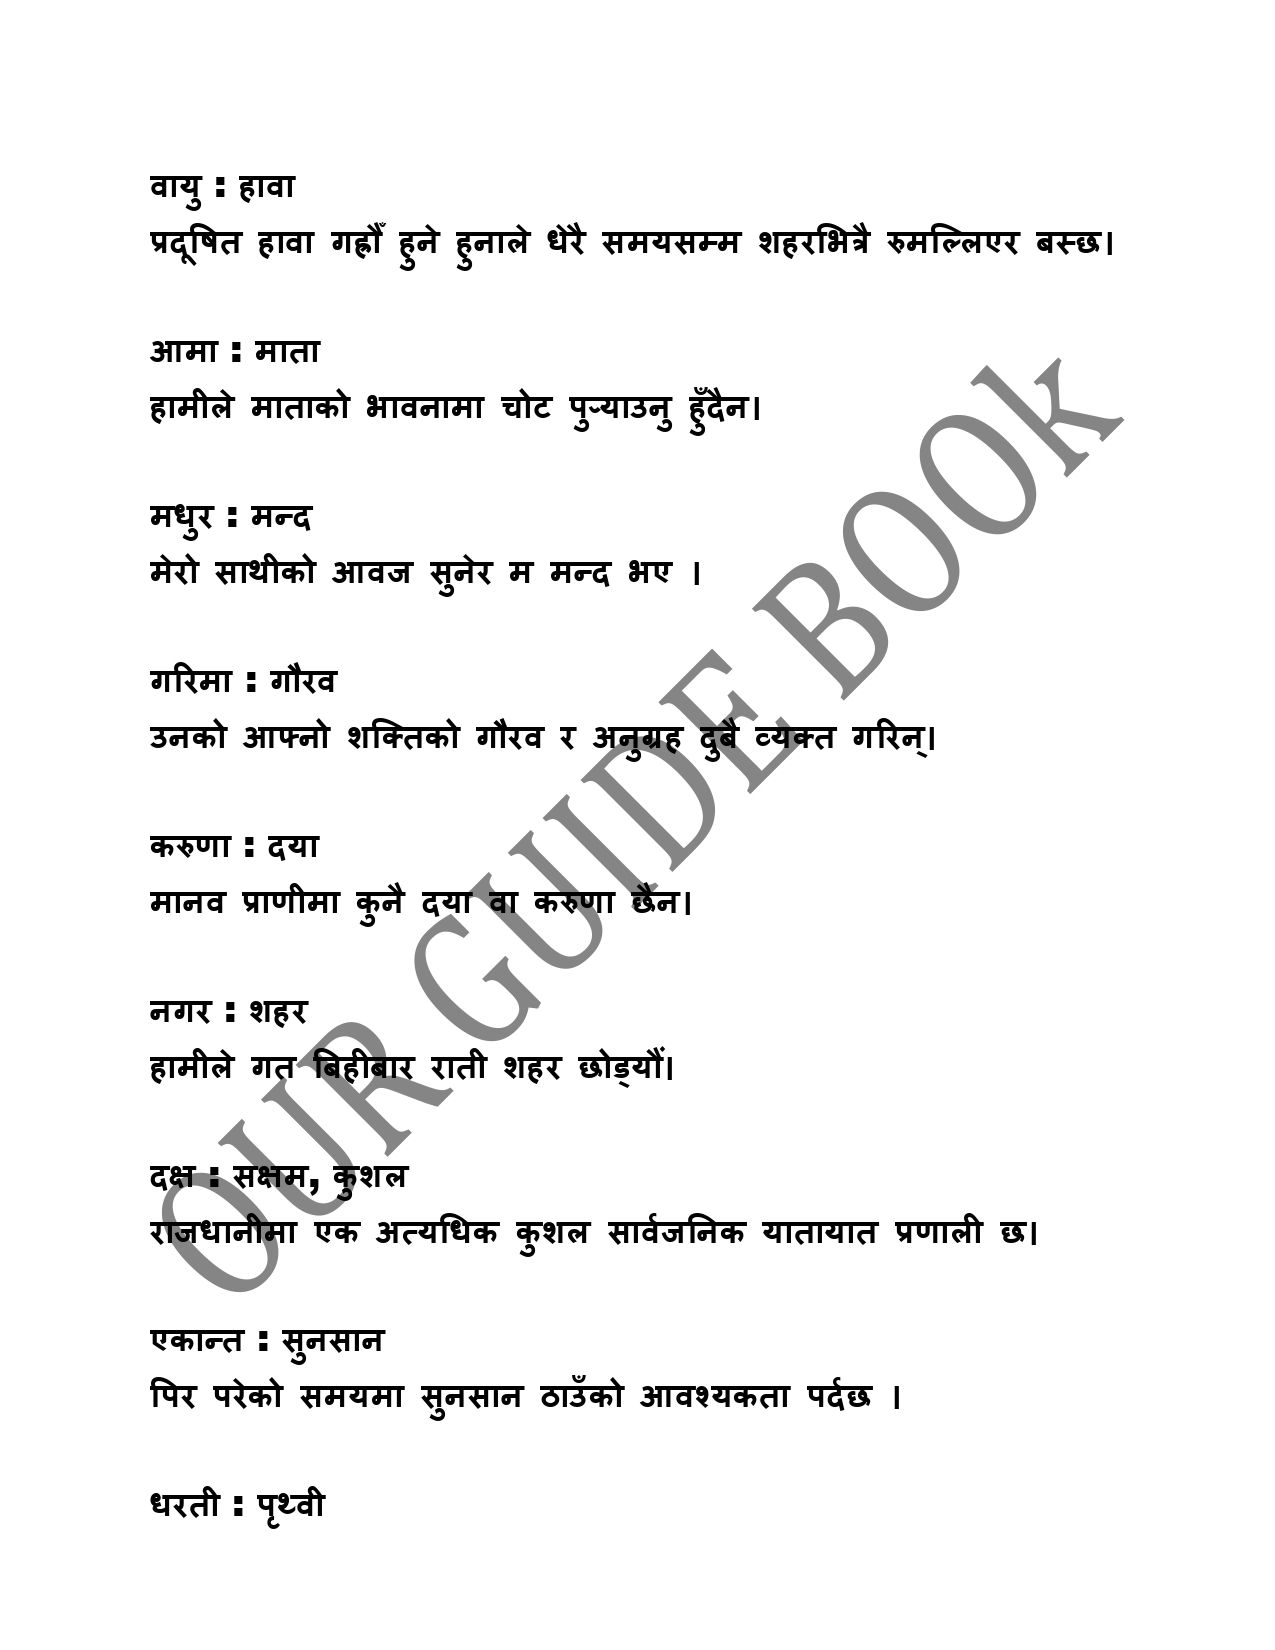 वायु : हावा
प्रदूषित हावा गह्रौँ हुने हुनाले धेरै समयसम्म शहरभित्रै रुमल्लिएर बस्छ।
आमा : माता
हामीले माताको भावनामा चोट पुऱ्याउनु हुँदैन।
मधुर : मन्द
मेरो साथीको आवज सुनेर म मन्द भए ।
गरिमा : गौरव
उनको आफ्नो शक्तिको गौरव र अनुग्रह दुबै व्यक्त गरिन्।
करुणा : दया
मानव प्राणीमा कुनै दया वा करुणा छैन।
नगर : शहर
हामीले गत बिहीबार राती शहर छोड्यौं।
दक्ष : सक्षम, कुशल
राजधानीमा एक अत्यधिक कुशल सार्वजनिक यातायात प्रणाली छ।
एकान्त : सुनसान
पिर परेको समयमा सुनसान ठाउँको आवश्यकता पर्दछ ।
धरती : पृथ्वी
OUR GUIDE BOOk